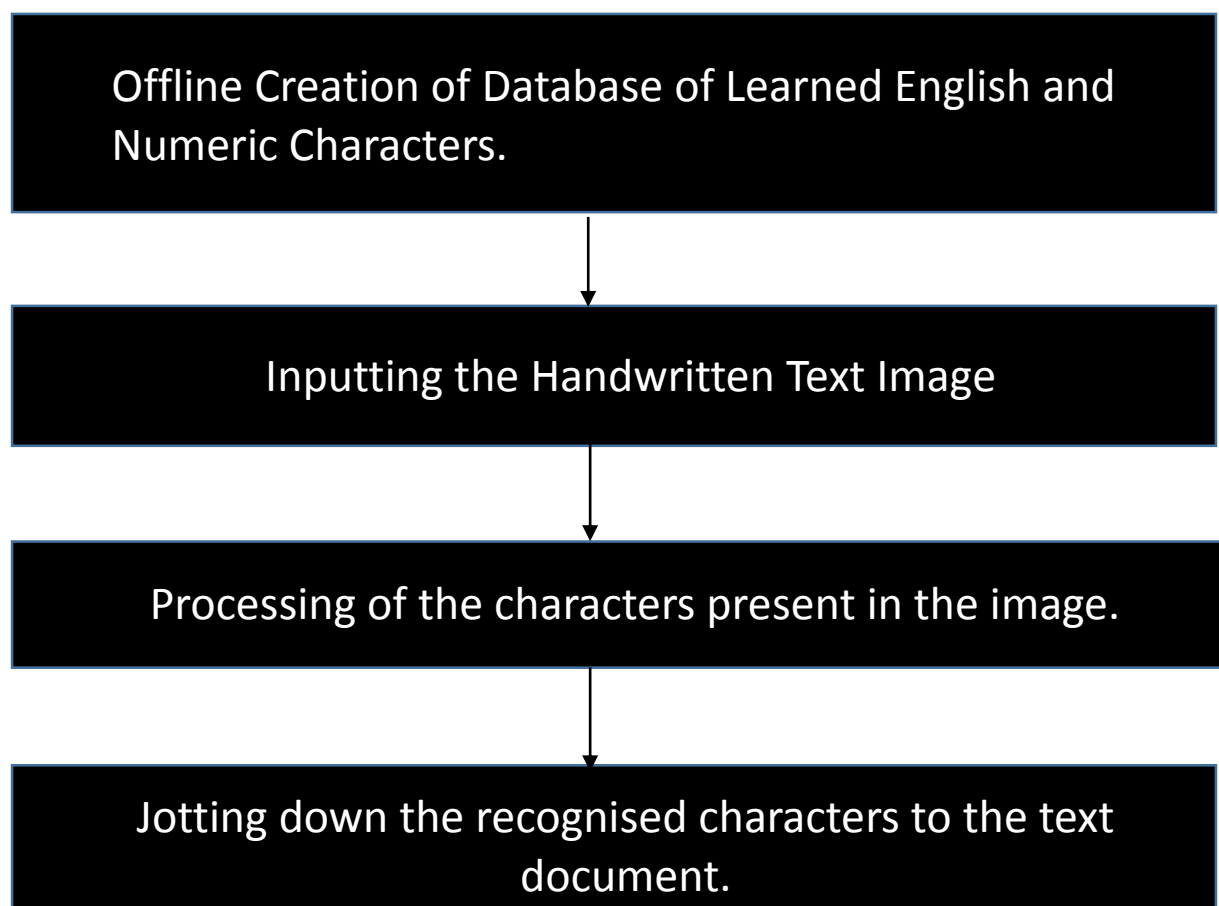 Offline Creation of Database of Learned English and
Numeric Characters.
Inputting the Handwritten Text Image
Processing of the characters present in the image.
Jotting down the recognised characters to the text
document.